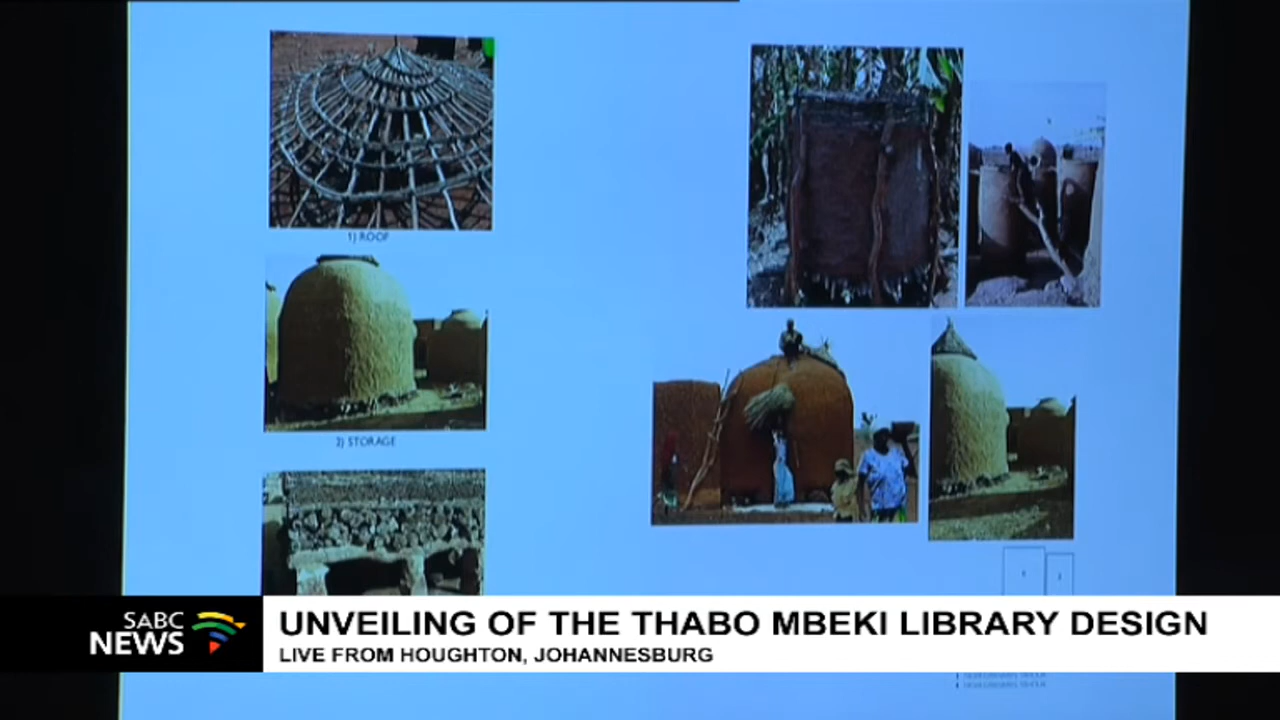 1) ROOF
2) STORAGE
SABC
NEWS
UNVEILING OF THE THABO MBEKI LIBRARY DESIGN
LIVE FROM HOUGHTON, JOHANNESBURG